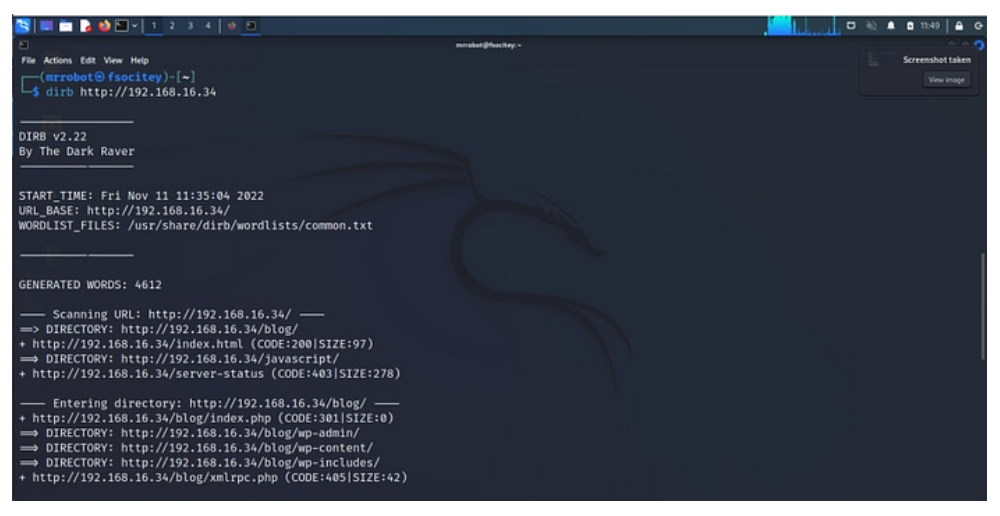 1 2 3 4
11:49
mrrobot@fsocitey: ~
File Actions Edit View Help
Screenshot taken
View image
(mrrobot㉿fsocitey)-[~]
$ dirb http://192.168.16.34
DIRB v2.22
By The Dark Raver
START_TIME: Fri Nov 11 11:35:04 2022
URL_BASE: http://192.168.16.34/
WORDLIST_FILES: /usr/share/dirb/wordlists/common.txt
GENERATED WORDS: 4612
---- Scanning URL: http://192.168.16.34/ ----
==> DIRECTORY: http://192.168.16.34/blog/
+ http://192.168.16.34/index.html (CODE:200|SIZE:97)
==> DIRECTORY: http://192.168.16.34/javascript/
+ http://192.168.16.34/server-status (CODE:403|SIZE:278)
---- Entering directory: http://192.168.16.34/blog/ ----
+ http://192.168.16.34/blog/index.php (CODE:301|SIZE:0)
==> DIRECTORY: http://192.168.16.34/blog/wp-admin/
==> DIRECTORY: http://192.168.16.34/blog/wp-content/
==> DIRECTORY: http://192.168.16.34/blog/wp-includes/
+ http://192.168.16.34/blog/xmlrpc.php (CODE:405|SIZE:42)